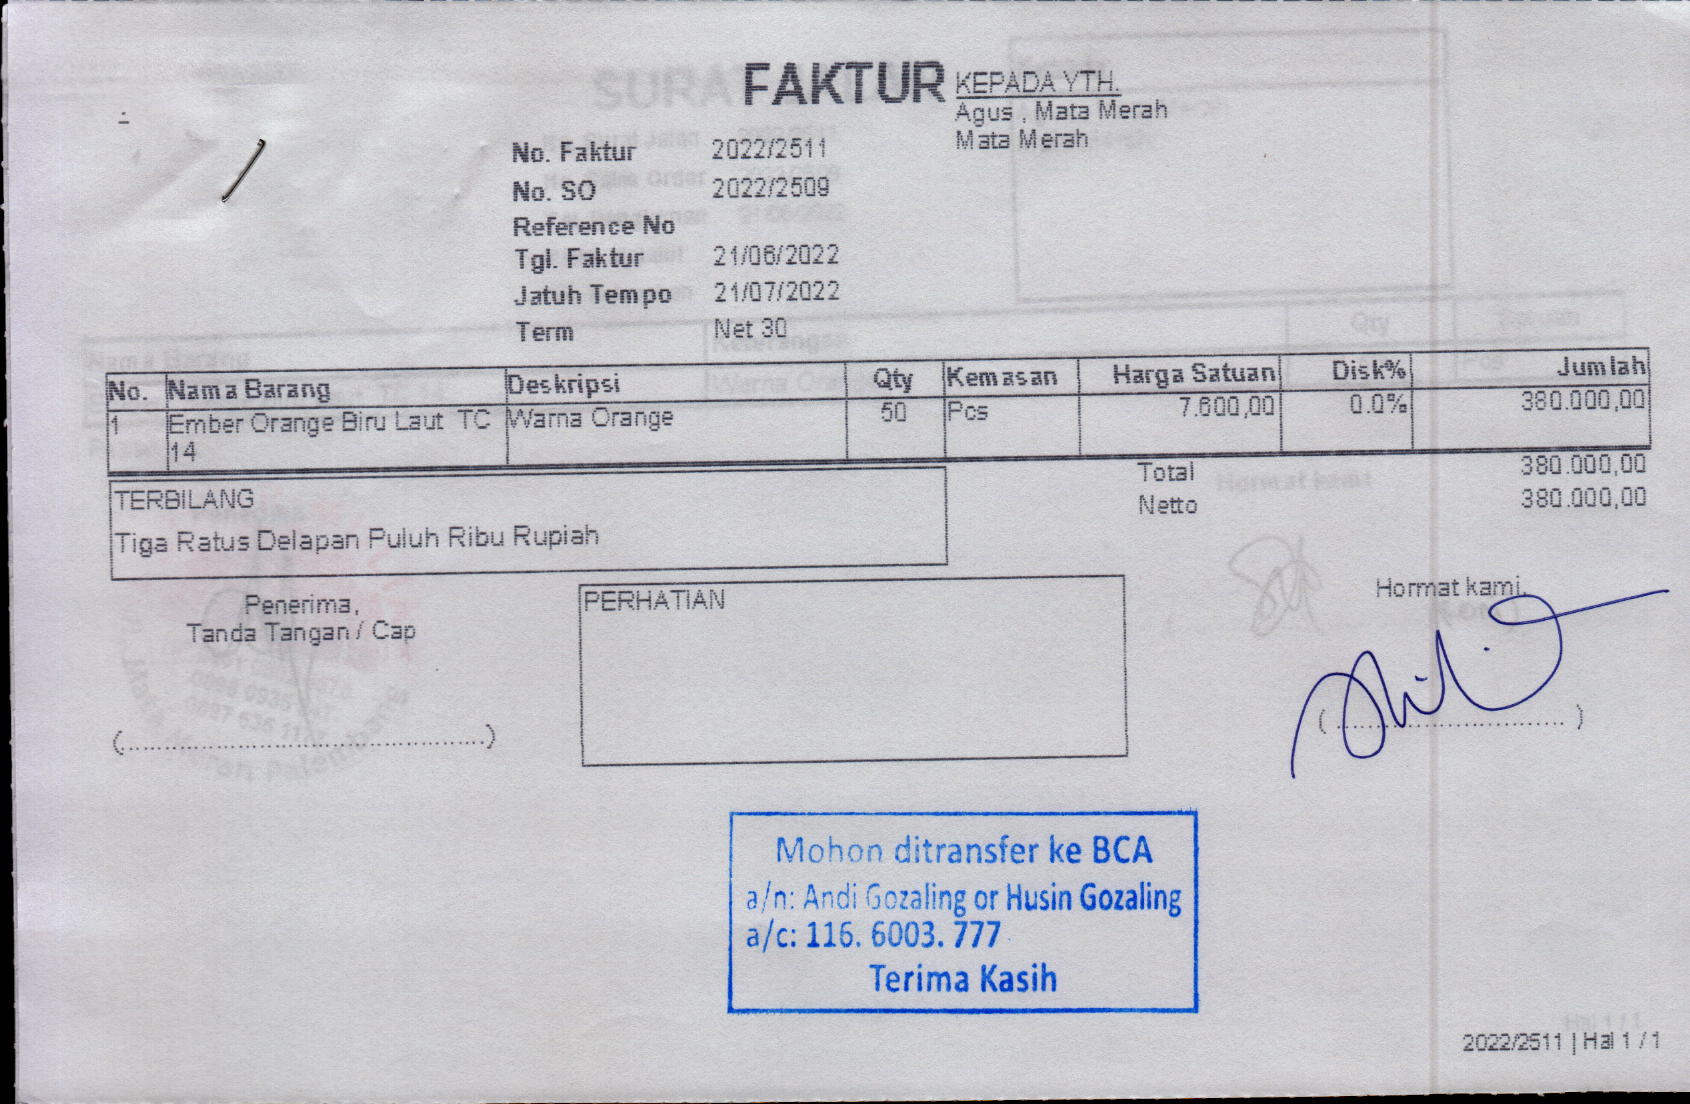 FAKTUR
KEPADA YTH.
Agus , Mata Merah
Mata Merah
No. Faktur 2022/2511
No. SO 2022/2509
Reference No
Tgl. Faktur 21/06/2022
Jatuh Tempo 21/07/2022
Term Net 30
No. Nama Barang Deskripsi Qty Kemasan Harga Satuan Disk% Jumlah
1 Ember Orange Biru Laut TC Warna Orange 50 Pcs 7.600,00 0.0% 380.000,00
14
Total 380.000,00
Netto 380.000,00
TERBILANG
Tiga Ratus Delapan Puluh Ribu Rupiah
Penerima,
Tanda Tangan / Cap
(.................................................)
PERHATIAN
Hormat kami,
( .............................. )
Mohon ditransfer ke BCA
a/n: Andi Gozaling or Husin Gozaling
a/c: 116. 6003. 777
Terima Kasih
2022/2511 | Hal 1 / 1